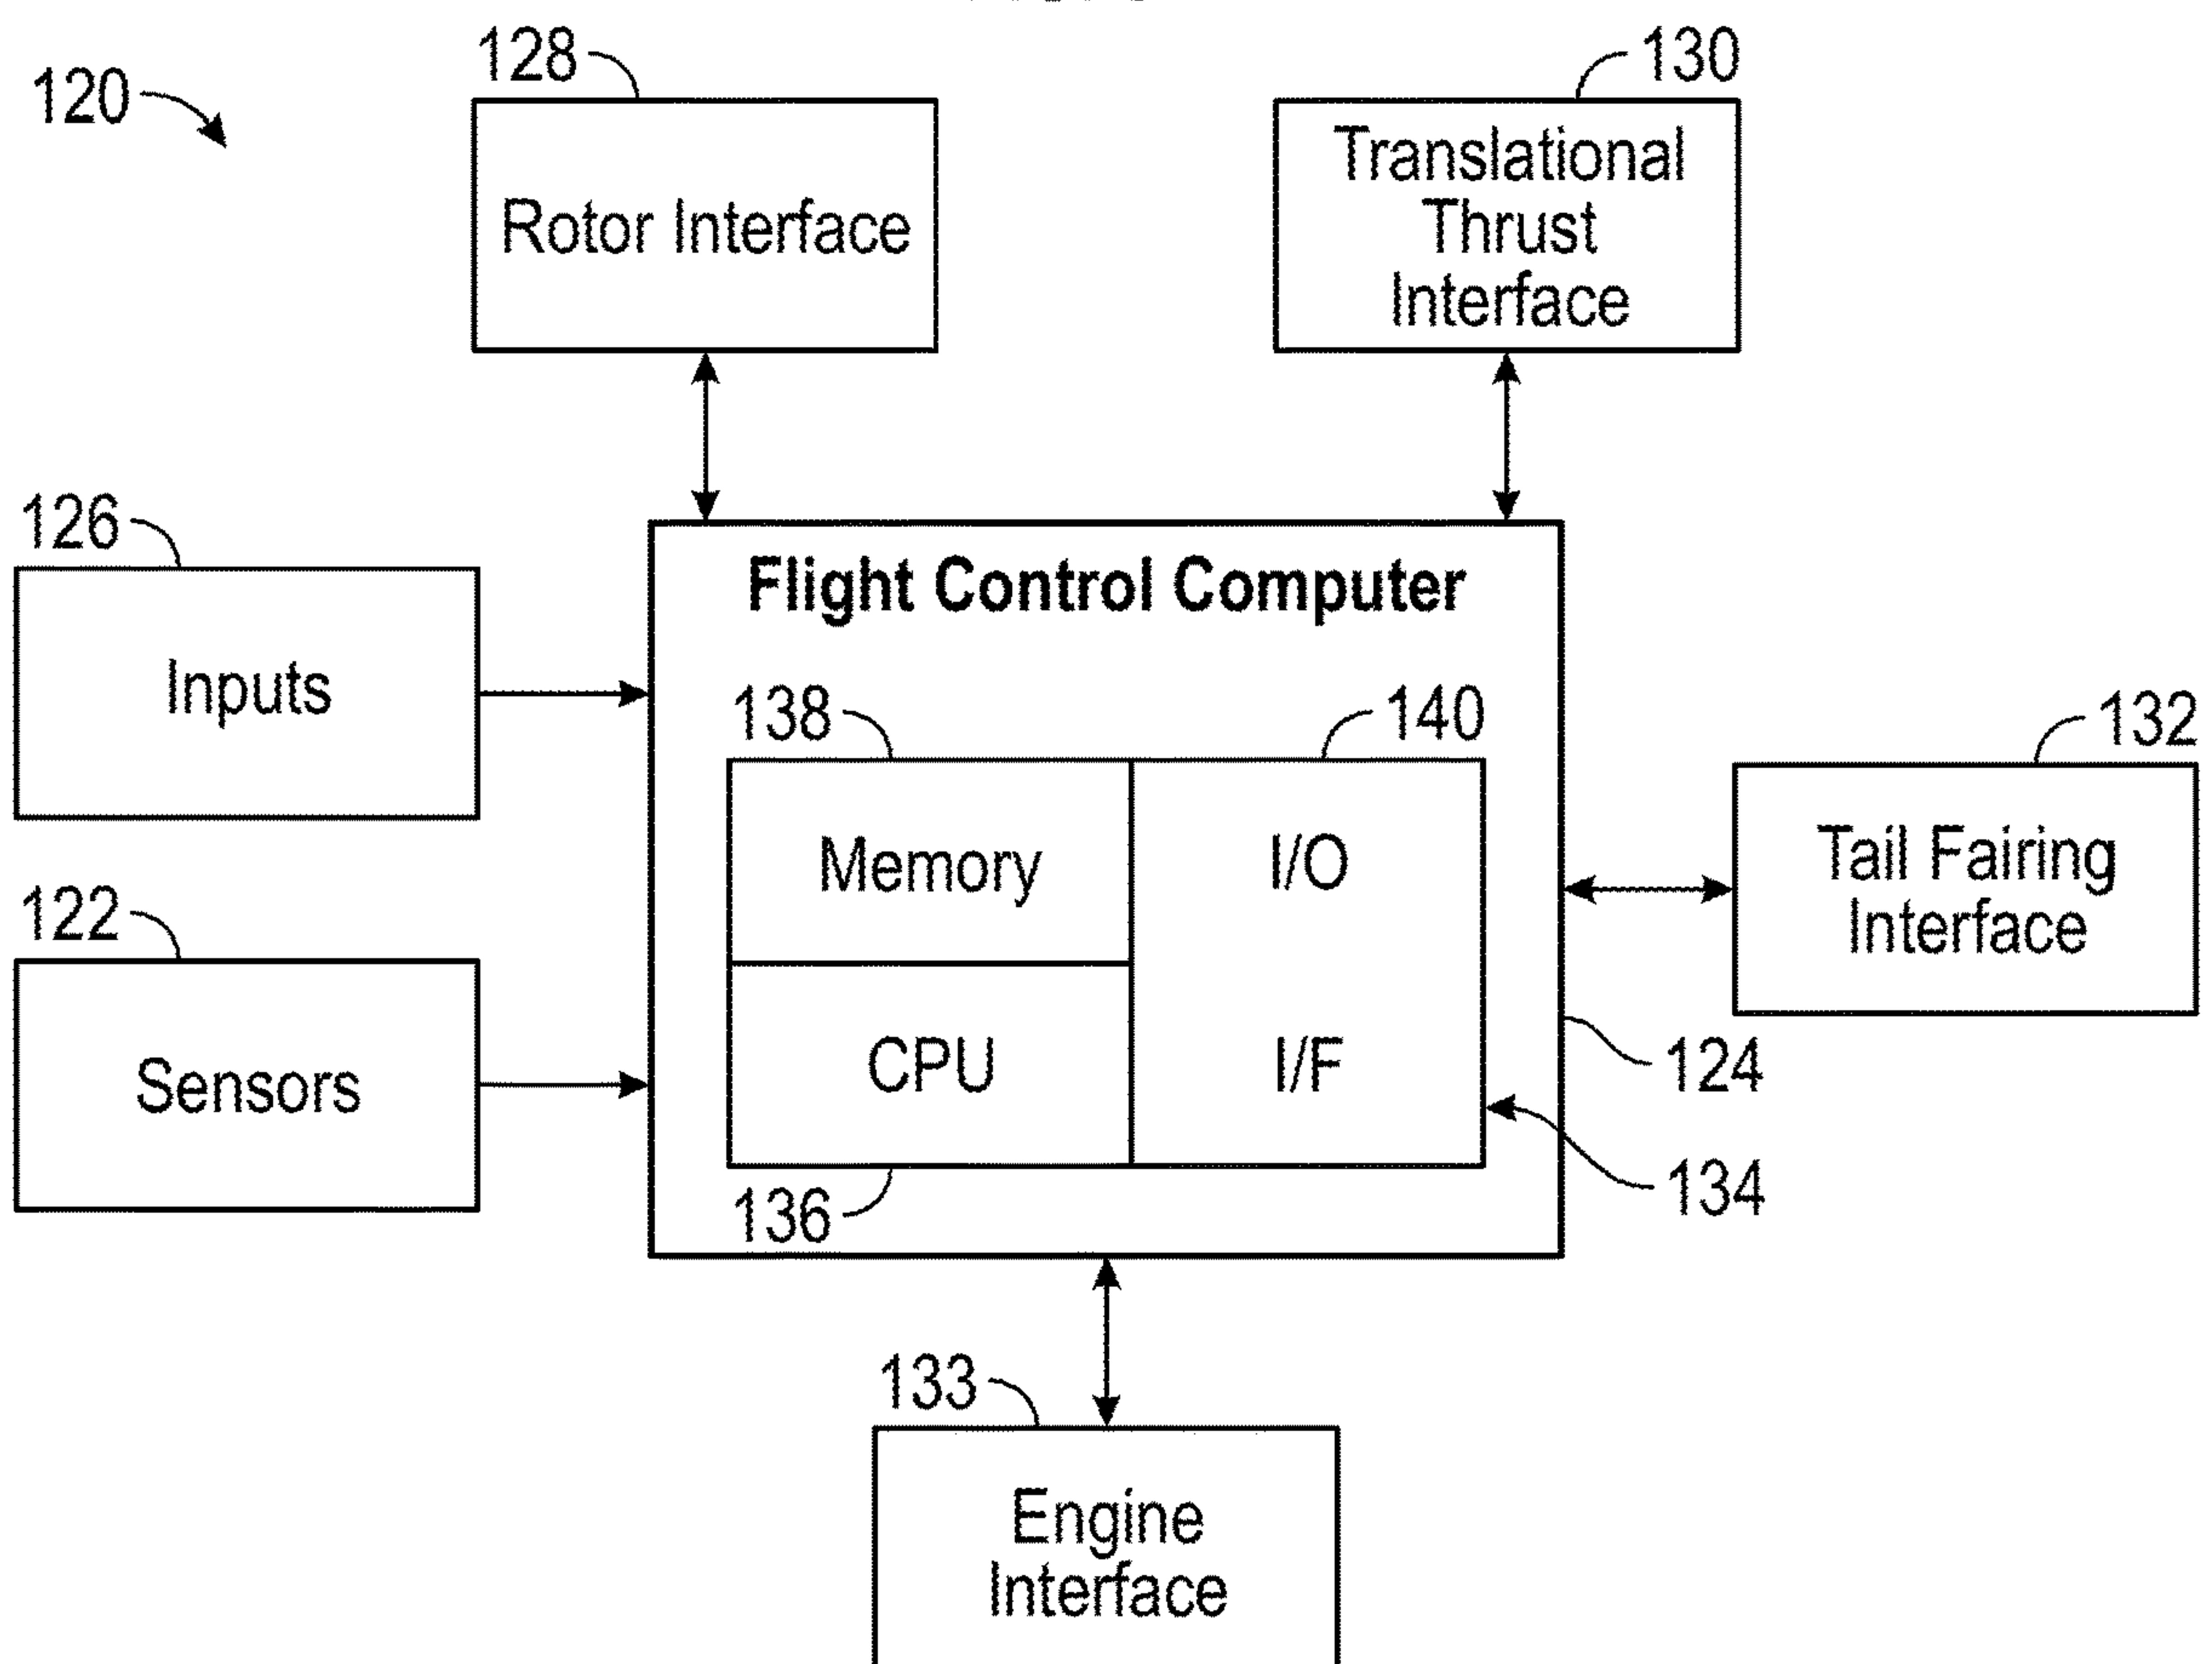 128
130
120
Rotor Interface
Translational
Thrust
Interface
126
Inputs
Flight Control Computer
138
140
132
Memory
I/O
Tail Fairing
Interface
122
Sensors
CPU
I/F
124
134
136
133
Engine
Interface